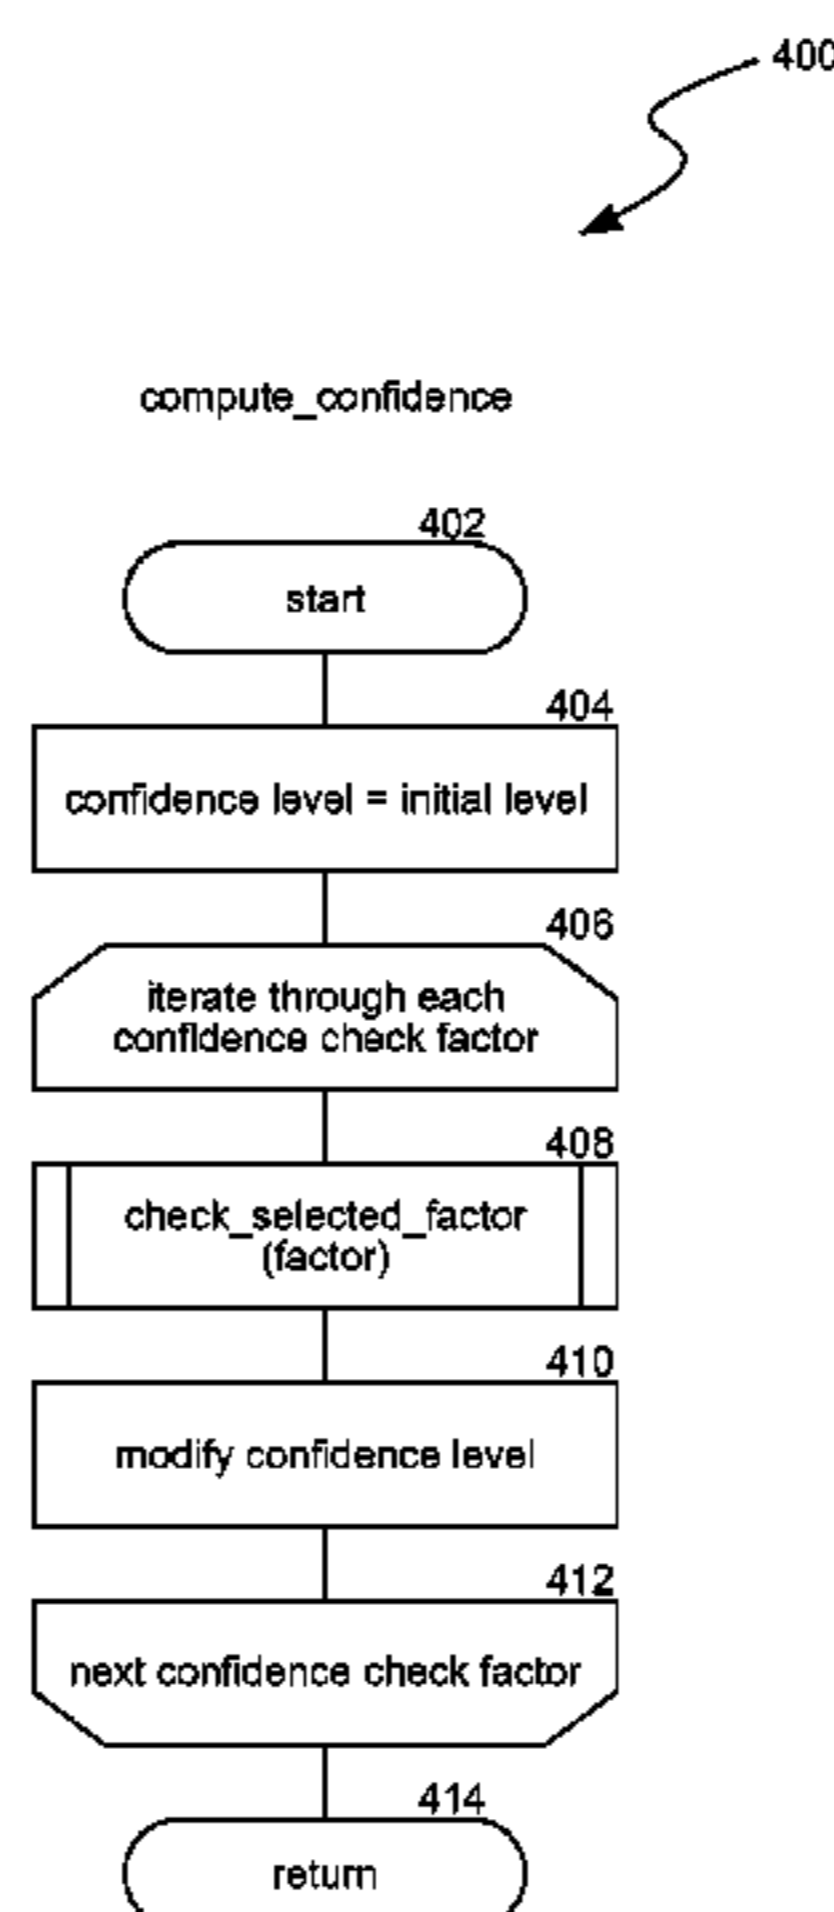 400
compute_confidence
402
start
404
confidence level = initial level
406
iterate through each
confidence check factor
408
check_selected_factor
(factor)
410
modify confidence level
412
next confidence check factor
414
return